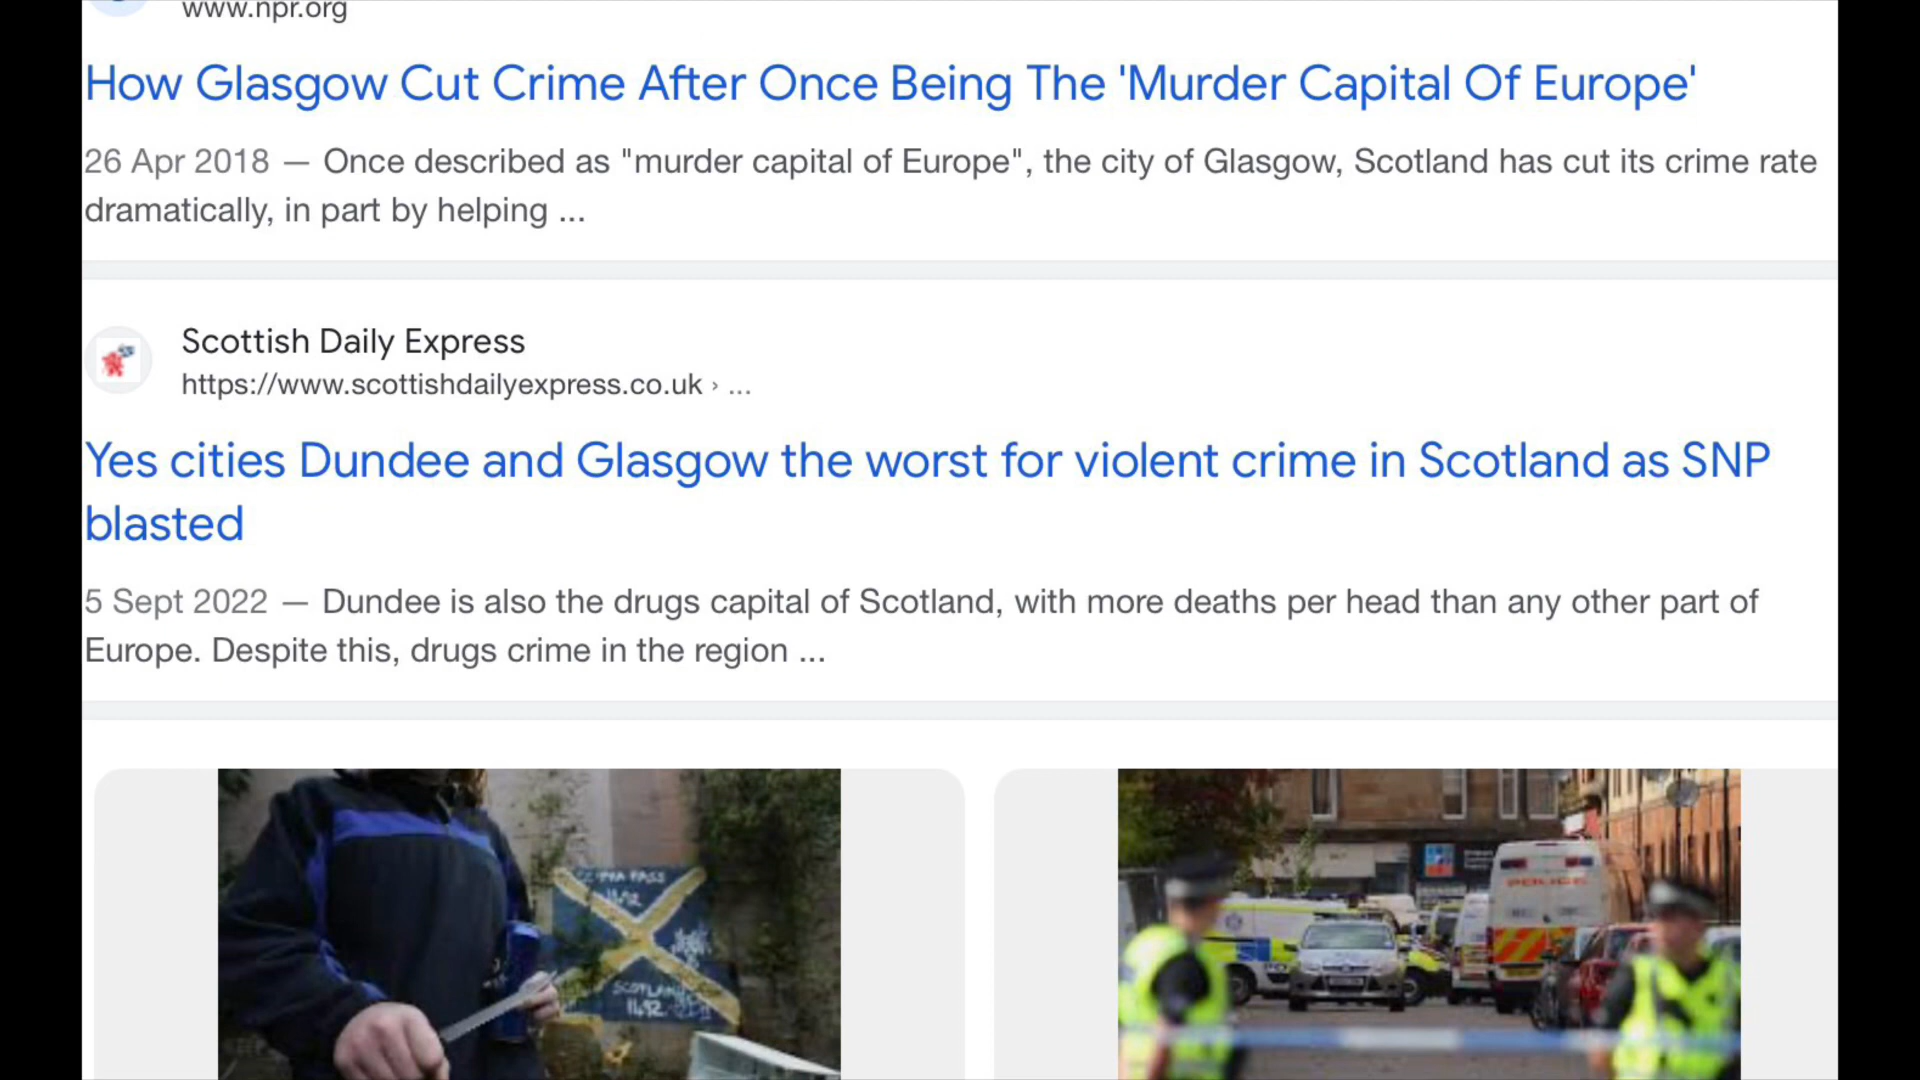 www.npr.org
How Glasgow Cut Crime After Once Being The 'Murder Capital Of Europe'
26 Apr 2018 — Once described as "murder capital of Europe", the city of Glasgow, Scotland has cut its crime rate
dramatically, in part by helping ...
Scottish Daily Express
https://www.scottishdailyexpress.co.uk › ...
Yes cities Dundee and Glasgow the worst for violent crime in Scotland as SNP
blasted
5 Sept 2022 — Dundee is also the drugs capital of Scotland, with more deaths per head than any other part of
Europe. Despite this, drugs crime in the region ...
SCOTLAND
POLICE